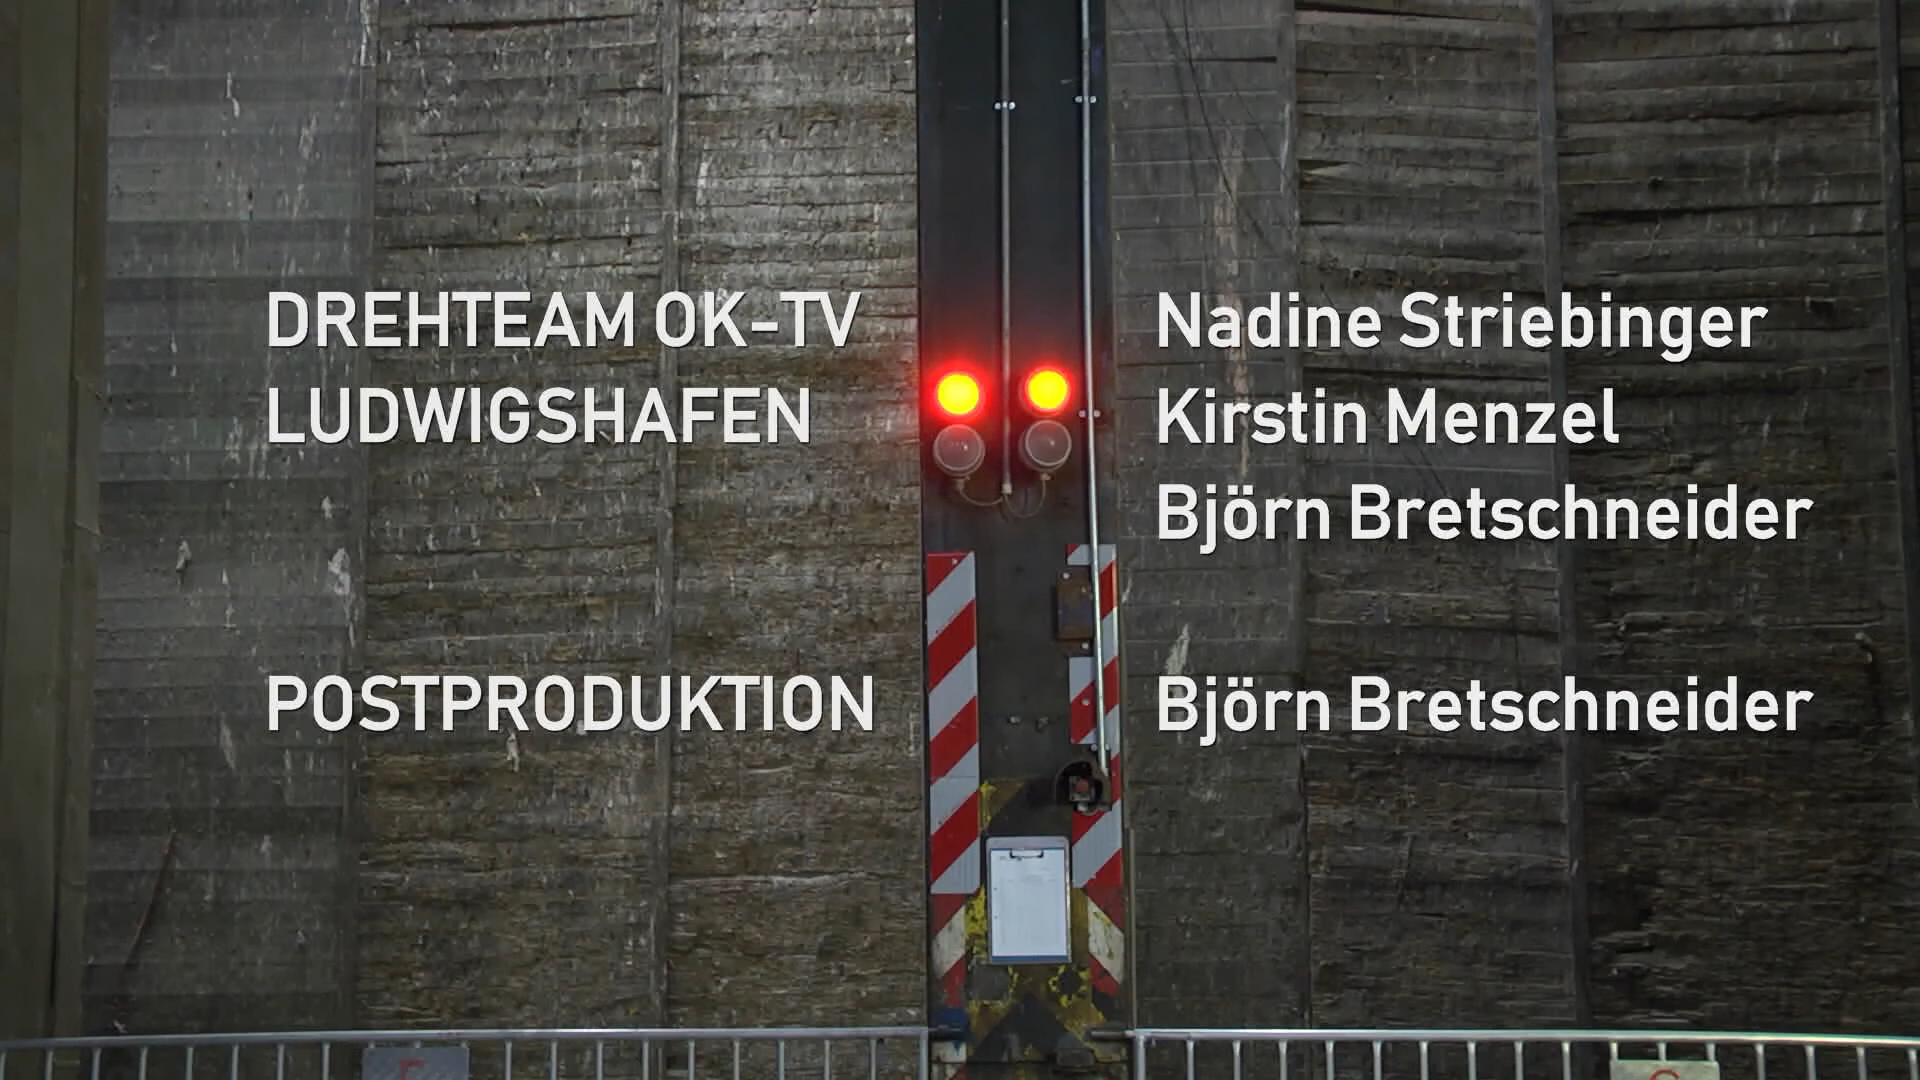 DREHTEAM OK-TV
LUDWIGSHAFEN
Nadine Striebinger
Kirstin Menzel
Björn Bretschneider
POSTPRODUKTION
Björn Bretschneider